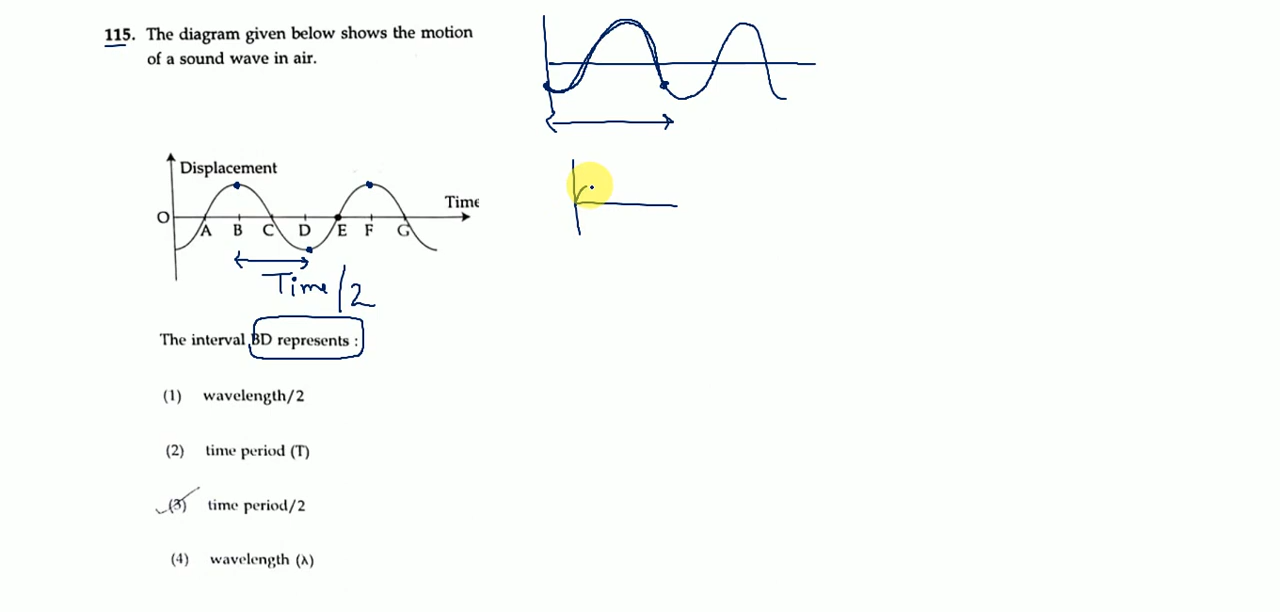 115. The diagram given below shows the motion
of a sound wave in air.
Displacement
Time
O
A B C D E F G
Time/2
The interval BD represents :
(1) wavelength/2
(2) time period (T)
(3) time period/2
(4) wavelength (λ)